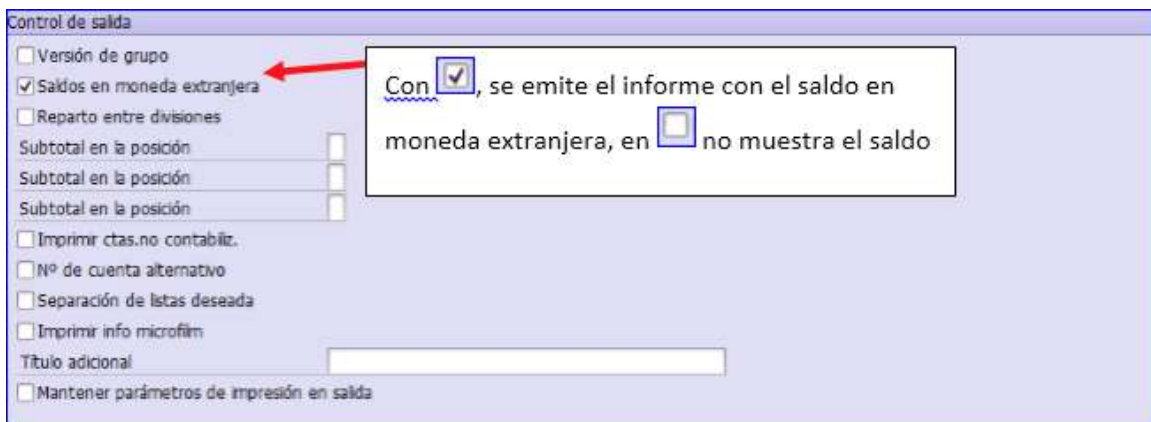 Control de salida
Versión de grupo
Saldos en moneda extranjera
Reparto entre divisiones
Subtotal en la posición
Subtotal en la posición
Subtotal en la posición
Imprimir ctas.no contabiliz.
Nº de cuenta alternativo
Separación de listas deseada
Imprimir info microfilm
Título adicional
Mantener parámetros de impresión en salida
Con , se emite el informe con el saldo en
moneda extranjera, en no muestra el saldo